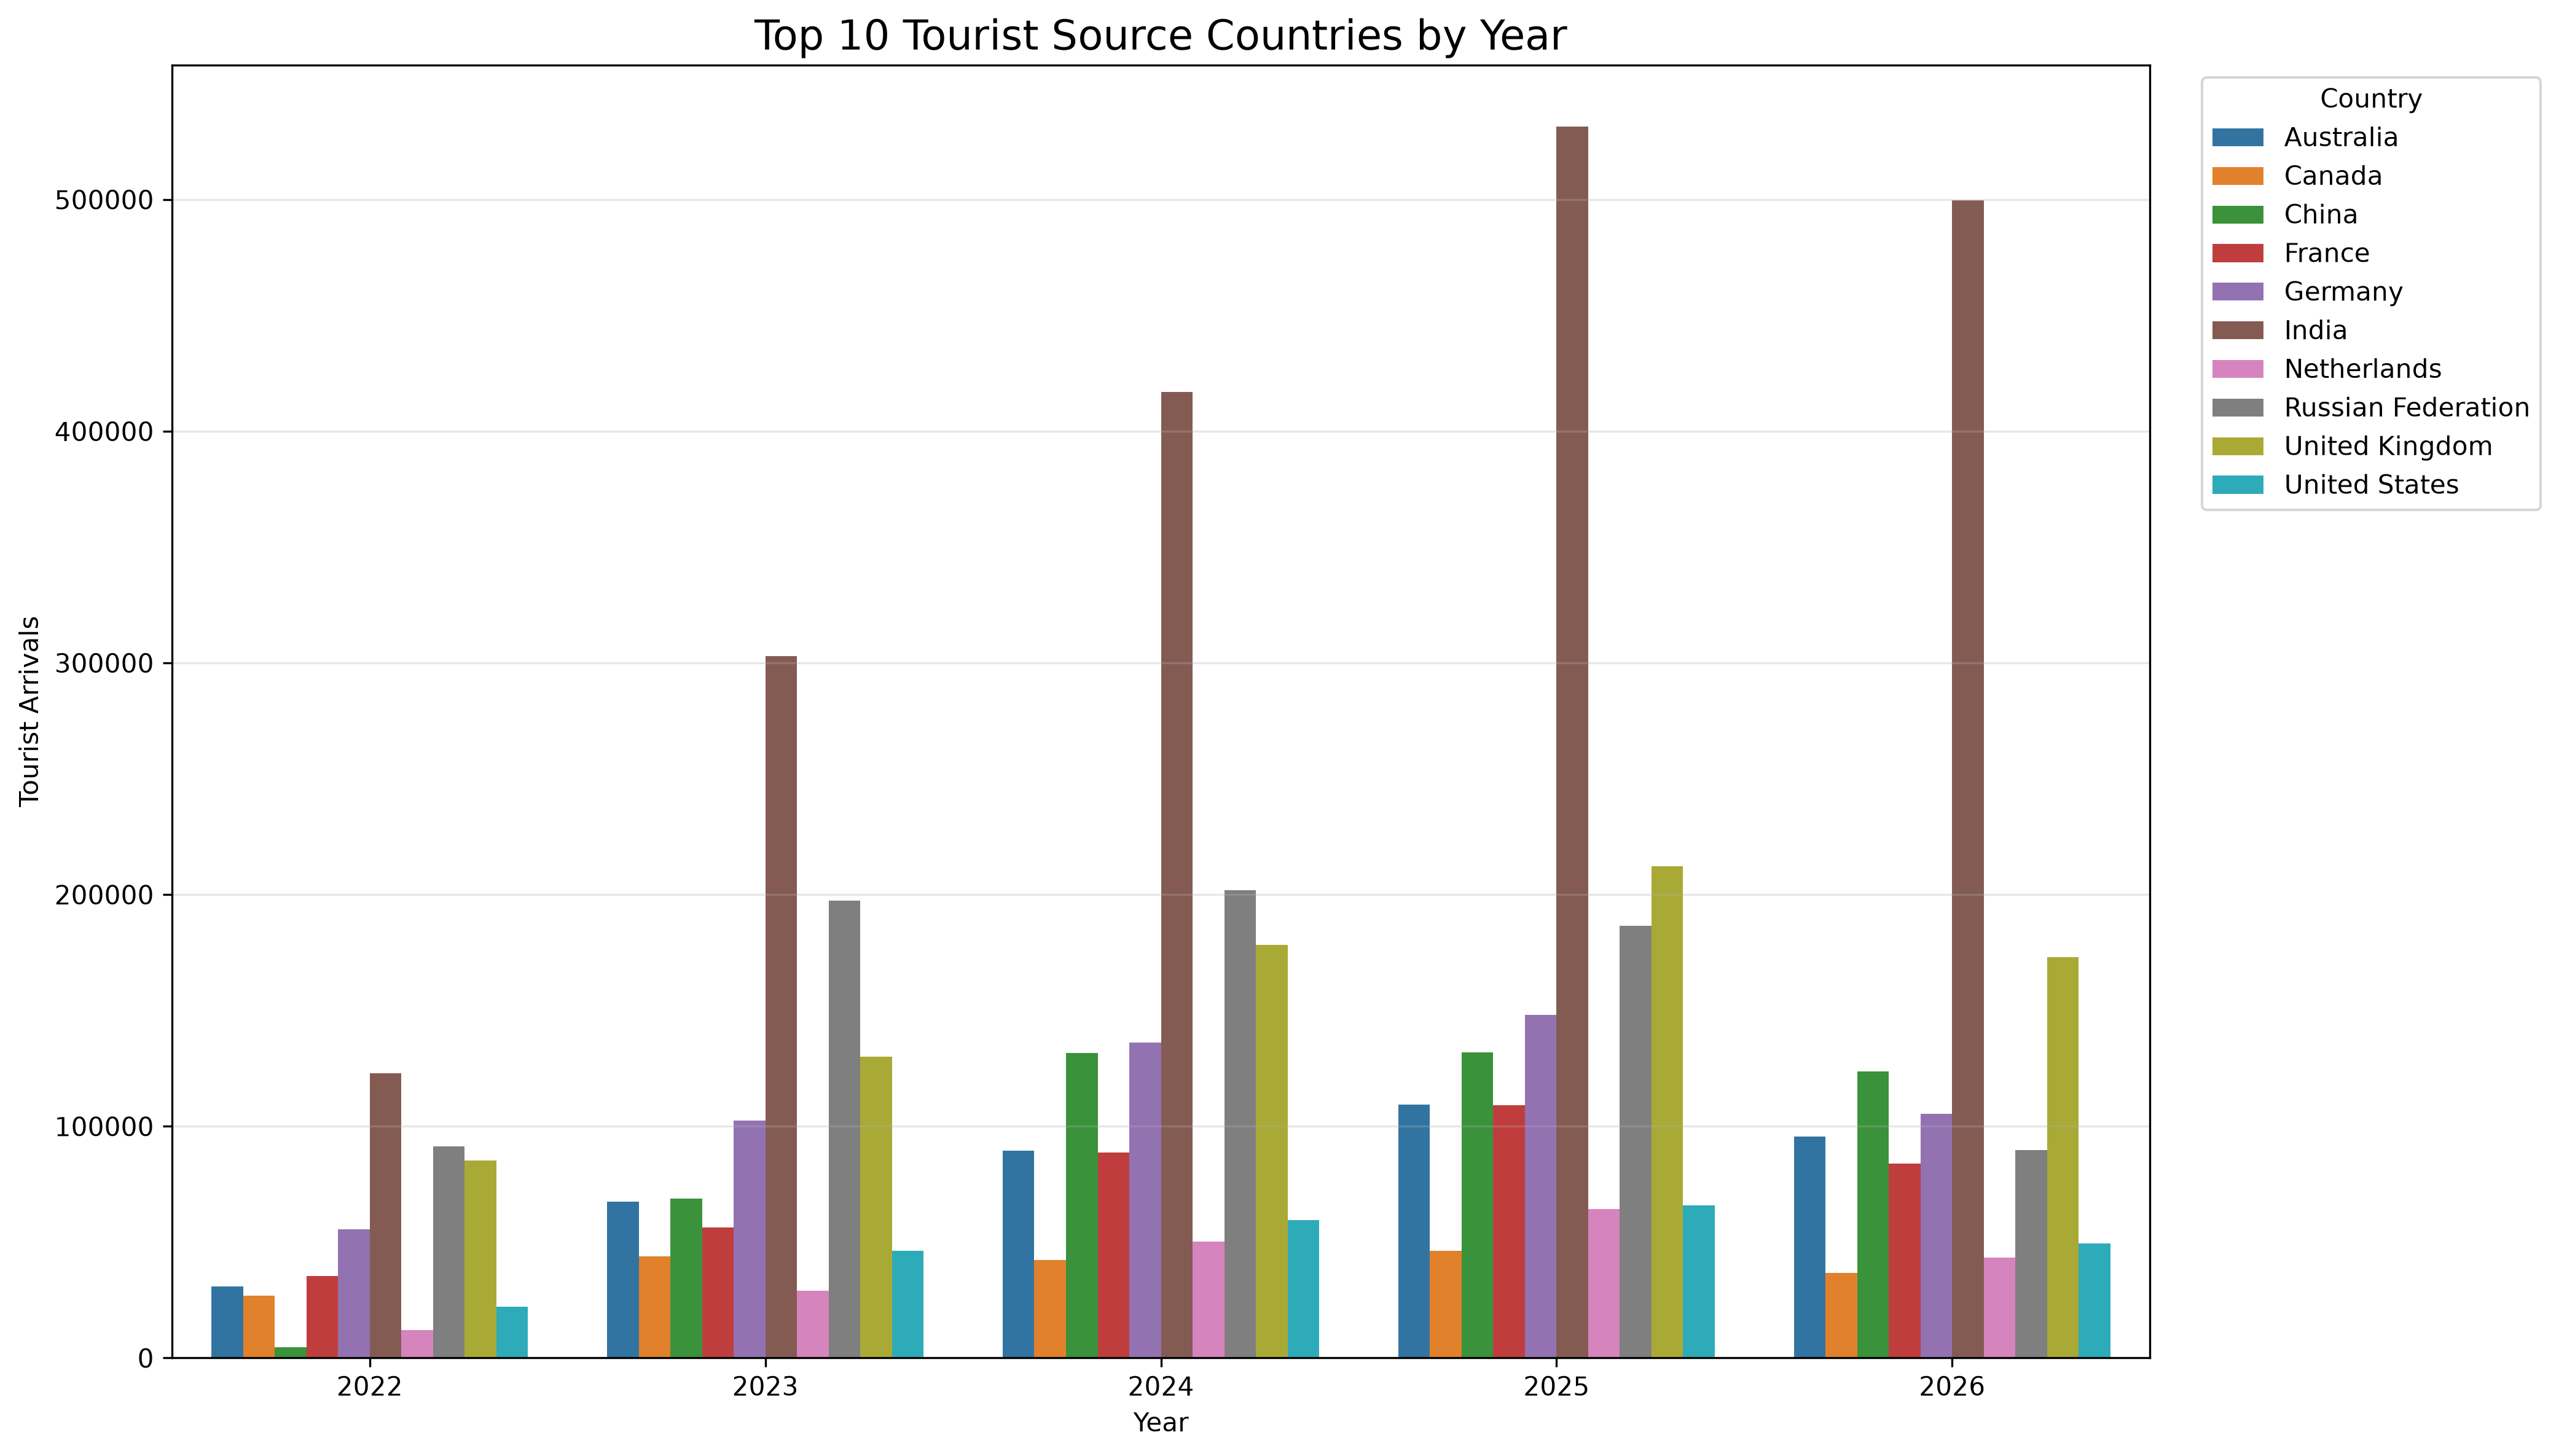 Top 10 Tourist Source Countries by Year
Tourist Arrivals
500000
400000
300000
200000
100000
0
2022 2023 2024 2025 2026
Year
Country
Australia
Canada
China
France
Germany
India
Netherlands
Russian Federation
United Kingdom
United States